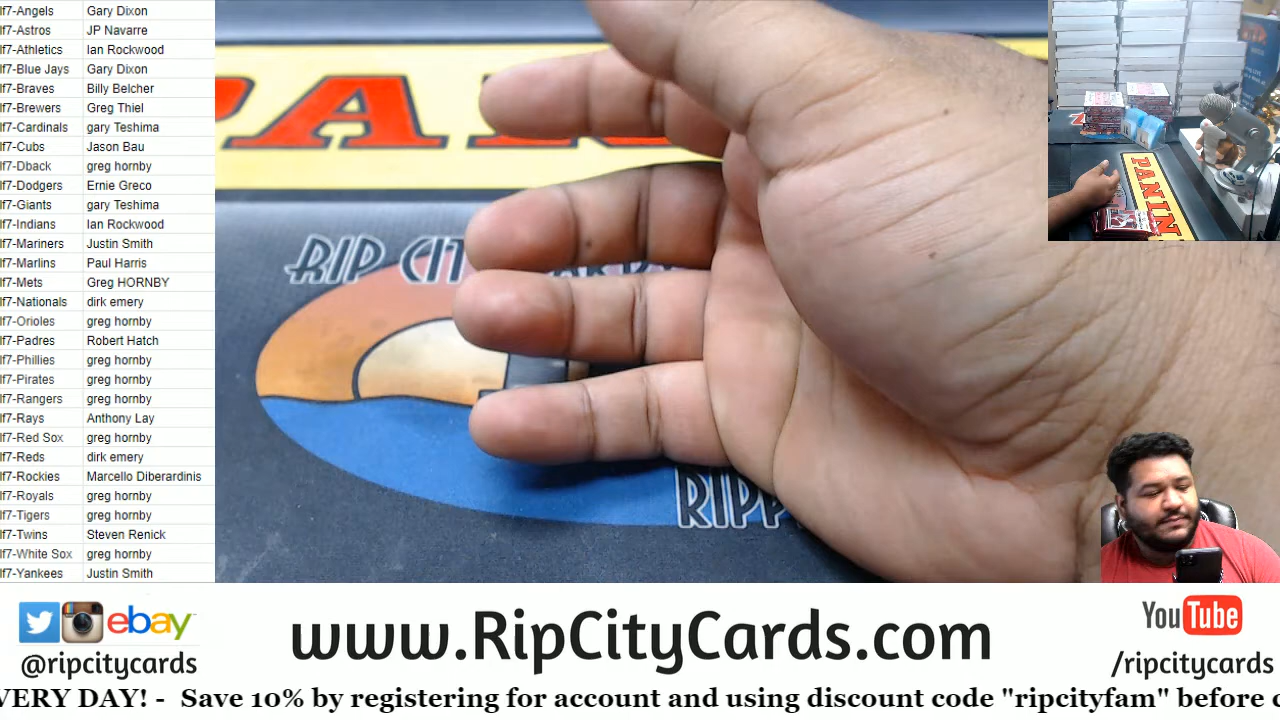 lf7-Angels Gary Dixon
lf7-Astros JP Navarre
lf7-Athletics Ian Rockwood
lf7-Blue Jays Gary Dixon
lf7-Braves Billy Belcher
lf7-Brewers Greg Thiel
lf7-Cardinals gary Teshima
lf7-Cubs Jason Bau
lf7-Dback greg hornby
lf7-Dodgers Ernie Greco
lf7-Giants gary Teshima
lf7-Indians Ian Rockwood
lf7-Mariners Justin Smith
lf7-Marlins Paul Harris
lf7-Mets Greg HORNBY
lf7-Nationals dirk emery
lf7-Orioles greg hornby
lf7-Padres Robert Hatch
lf7-Phillies greg hornby
lf7-Pirates greg hornby
lf7-Rangers greg hornby
lf7-Rays Anthony Lay
lf7-Red Sox greg hornby
lf7-Reds dirk emery
lf7-Rockies Marcello Diberardinis
lf7-Royals greg hornby
lf7-Tigers greg hornby
lf7-Twins Steven Renick
lf7-White Sox greg hornby
lf7-Yankees Justin Smith
PAN
RIP CIT
RIPP
PANIN
ebay
@ripcitycards
www.RipCityCards.com
YouTube
/ripcitycards
VERY DAY! - Save 10% by registering for account and using discount code "ripcityfam" before c